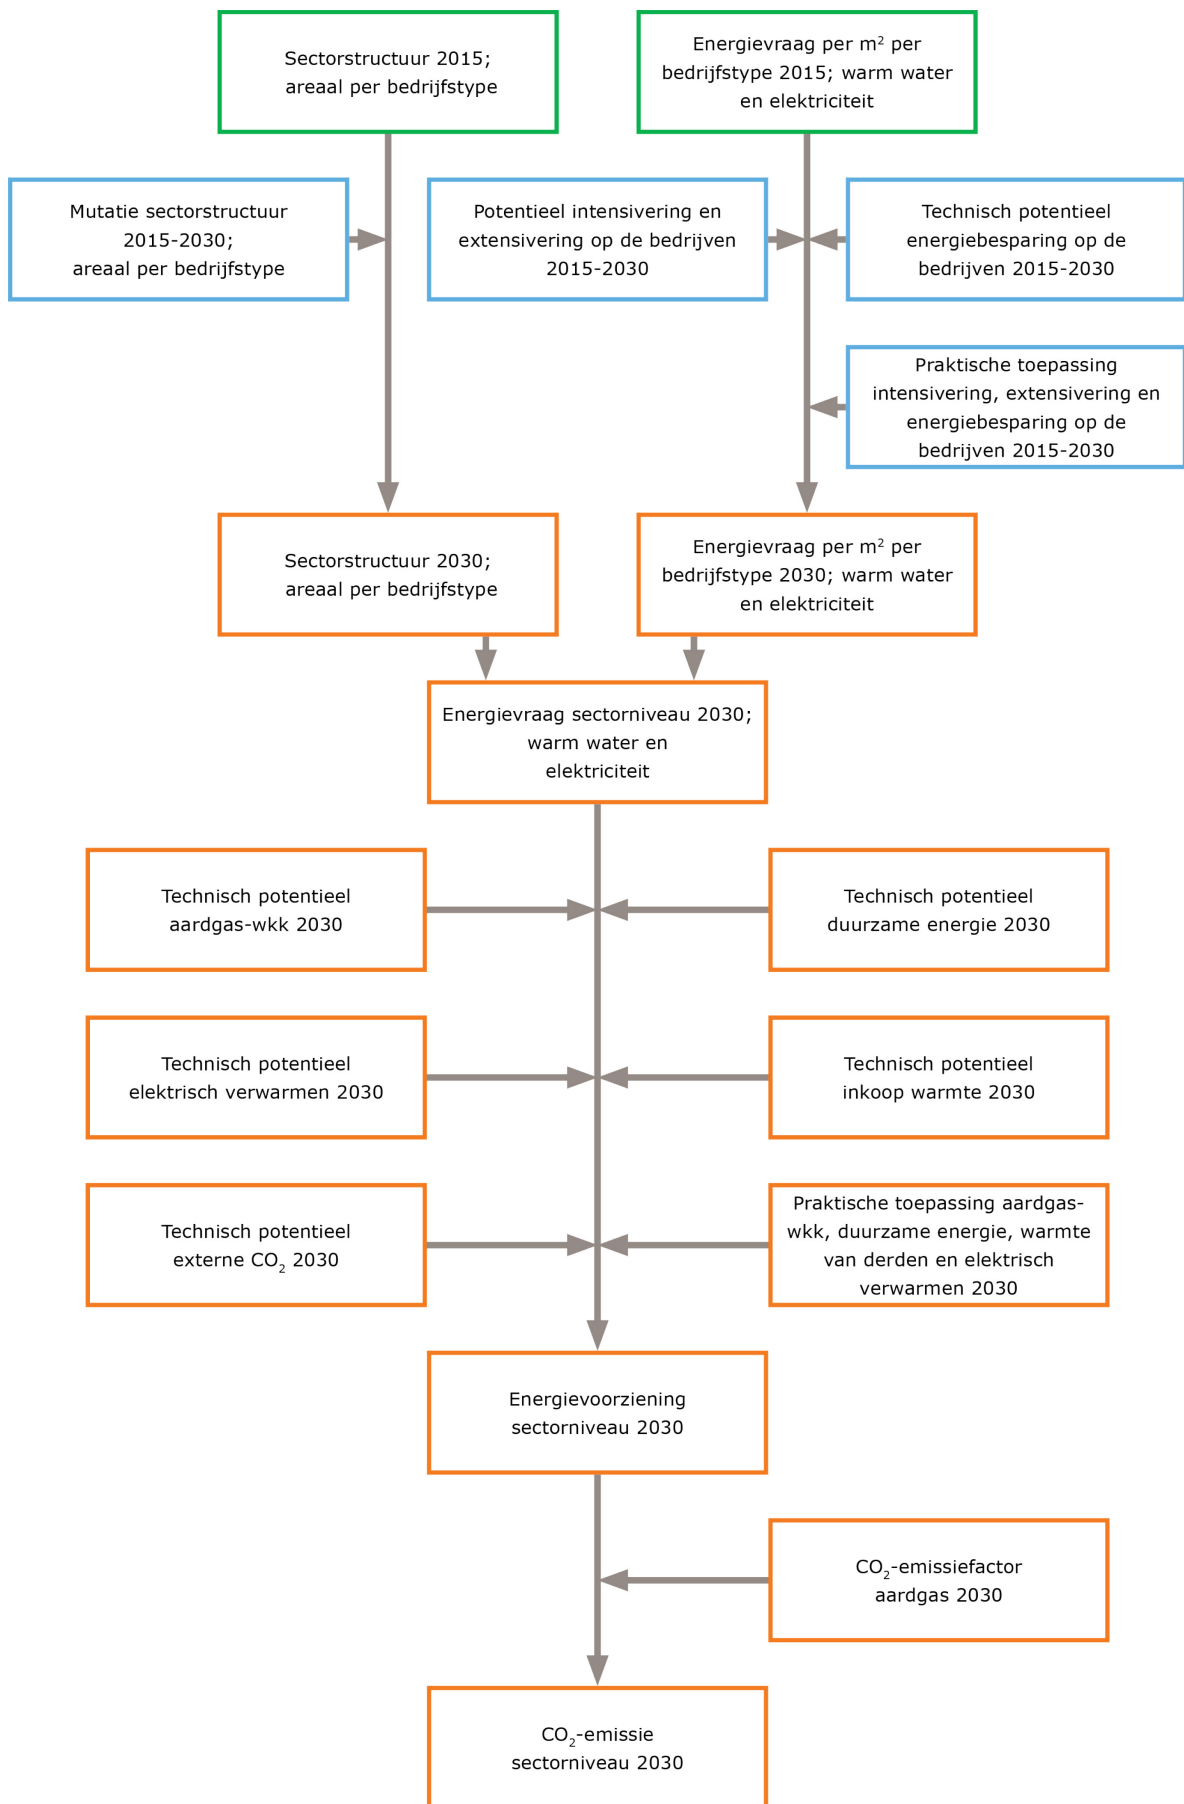 Sectorstructuur 2015;
areaal per bedrijfstype
Energievraag per m² per
bedrijfstype 2015; warm water
en elektriciteit
Mutatie sectorstructuur
2015-2030;
areaal per bedrijfstype
Potentieel intensivering en
extensivering op de bedrijven
2015-2030
Technisch potentieel
energiebesparing op de
bedrijven 2015-2030
Praktische toepassing
intensivering, extensivering en
energiebesparing op de
bedrijven 2015-2030
Sectorstructuur 2030;
areaal per bedrijfstype
Energievraag per m² per
bedrijfstype 2030; warm water
en elektriciteit
Energievraag sectorniveau 2030;
warm water en
elektriciteit
Technisch potentieel
aardgas-wkk 2030
Technisch potentieel
duurzame energie 2030
Technisch potentieel
elektrisch verwarmen 2030
Technisch potentieel
inkoop warmte 2030
Technisch potentieel
externe CO₂ 2030
Praktische toepassing aardgas-
wkk, duurzame energie, warmte
van derden en elektrisch
verwarmen 2030
Energievoorziening
sectorniveau 2030
CO₂-emissiefactor
aardgas 2030
CO₂-emissie
sectorniveau 2030